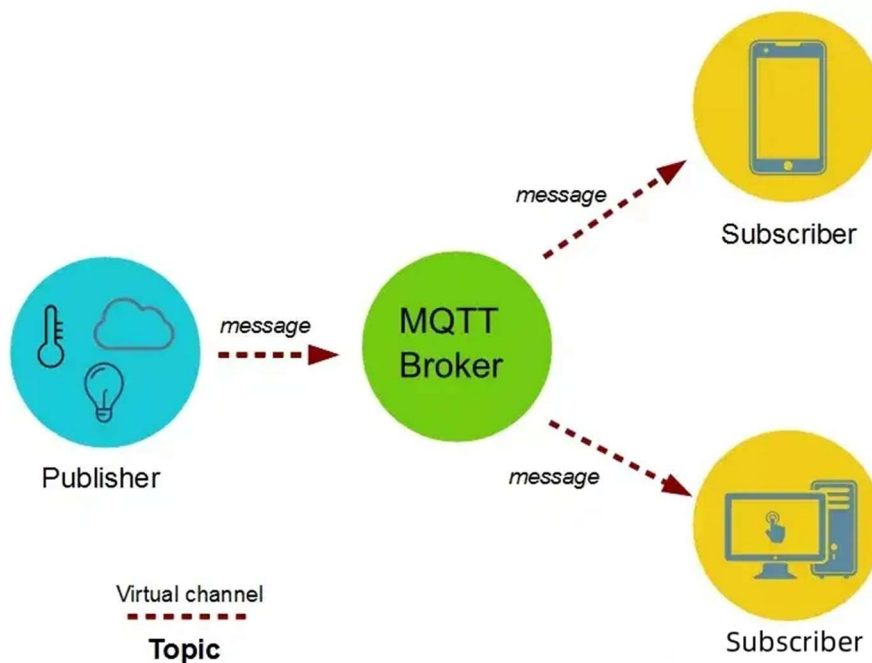 message
Subscriber
message
MQTT
Broker
Publisher
message
Virtual channel
Topic
Subscriber